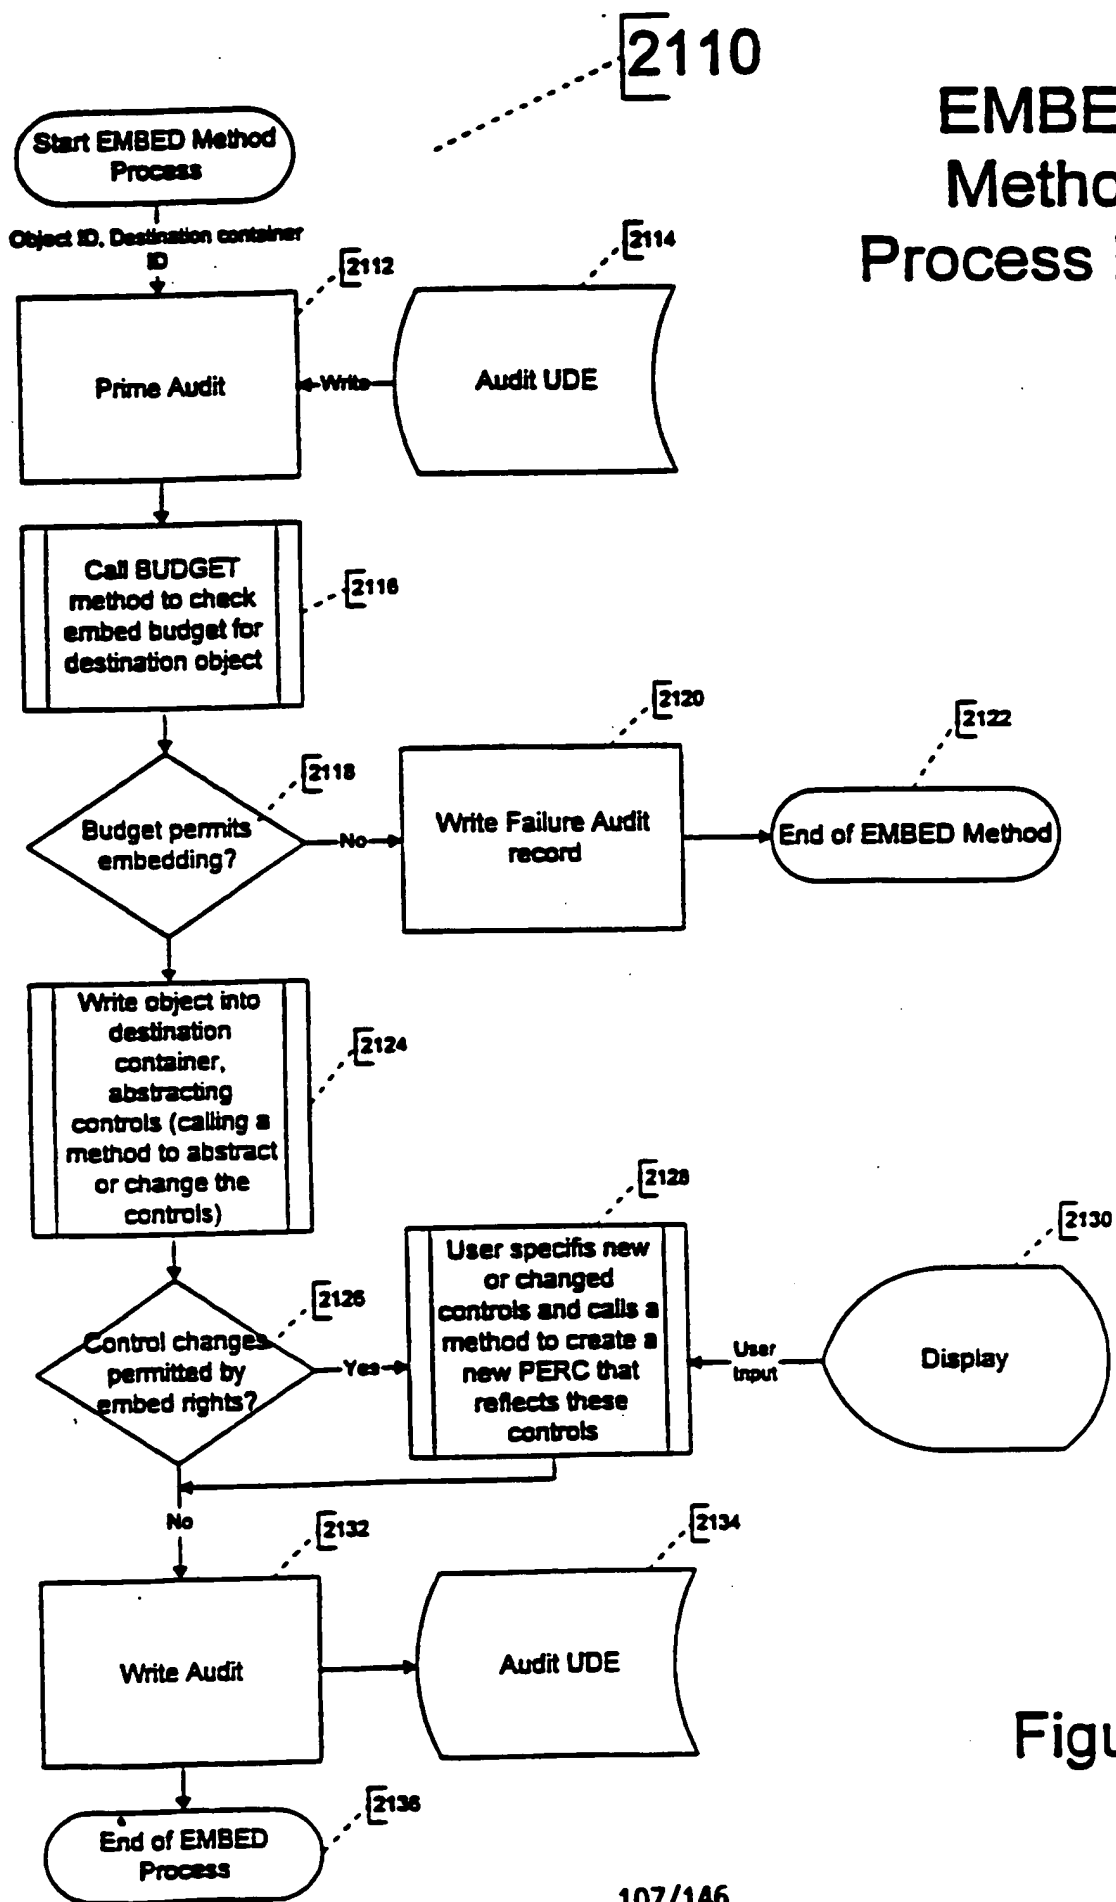 2110
EMBE
Metho
Process
Start EMBED Method
Process
Object ID, Destination container
ID
2112
2114
Prime Audit
Write
Audit UDE
Call BUDGET
method to check
embed budget for
destination object
2116
2118
Budget permits
embedding?
No
2120
Write Failure Audit
record
2122
End of EMBED Method
Write object into
destination
container,
abstracting
controls (calling a
method to abstract
or change the
controls)
2124
2126
Control changes
permitted by
embed rights?
Yes
2128
User specifis new
or changed
controls and calls a
method to create a
new PERC that
reflects these
controls
User
Input
2130
Display
No
2132
Write Audit
2134
Audit UDE
Figu
2136
End of EMBED
Process
107/146